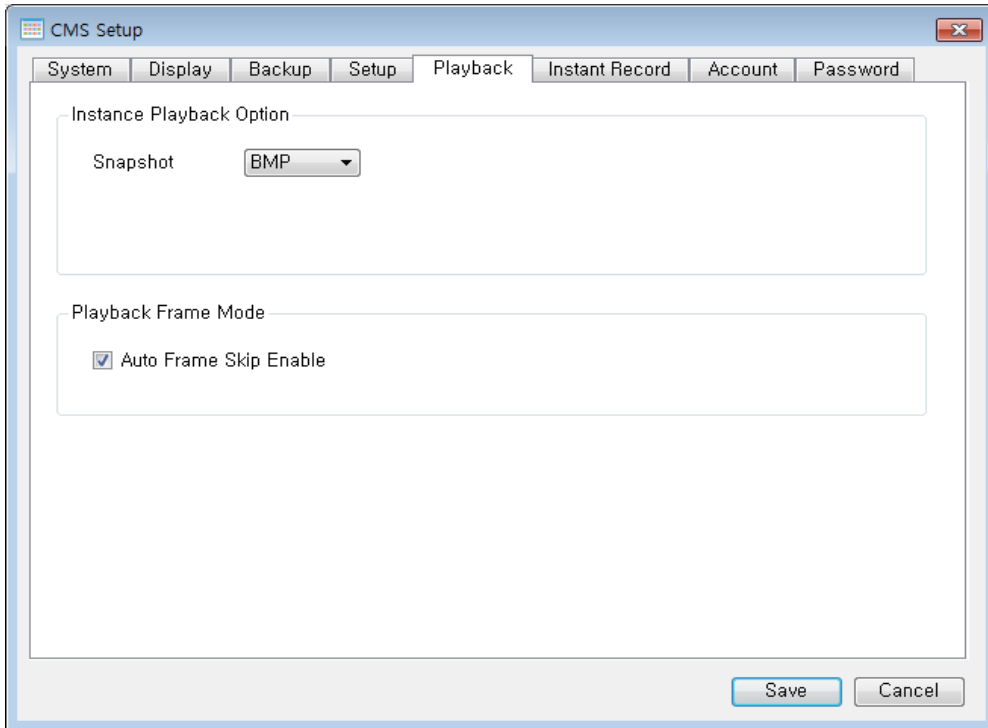 CMS Setup
System Display Backup Setup Playback Instant Record Account Password
Instance Playback Option
Snapshot BMP
Playback Frame Mode
Auto Frame Skip Enable
Save Cancel